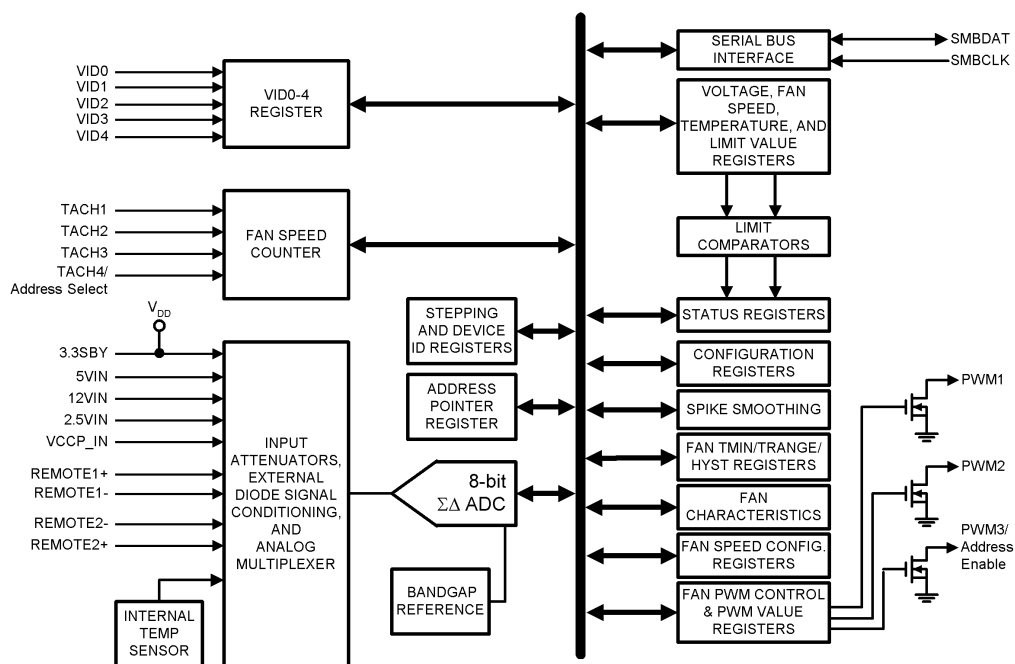 SERIAL BUS
INTERFACE
SMBDAT
SMBCLK
VID0
VID1
VID2
VID3
VID4
VID0-4
REGISTER
VOLTAGE, FAN
SPEED,
TEMPERATURE, AND
LIMIT VALUE
REGISTERS
TACH1
TACH2
TACH3
TACH4/
Address Select
FAN SPEED
COUNTER
LIMIT
COMPARATORS
STATUS REGISTERS
STEPPING
AND DEVICE
ID REGISTERS
CONFIGURATION
REGISTERS
ADDRESS
POINTER
REGISTER
SPIKE SMOOTHING
VDD
3.3SBY
5VIN
12VIN
2.5VIN
VCCP_IN
REMOTE1+
REMOTE1-
REMOTE2-
REMOTE2+
INPUT
ATTENUATORS,
EXTERNAL
DIODE SIGNAL
CONDITIONING,
AND
ANALOG
MULTIPLEXER
8-bit
ΣΔ ADC
FAN TMIN/TRANGE/
HYST REGISTERS
FAN
CHARACTERISTICS
FAN SPEED CONFIG.
REGISTERS
FAN PWM CONTROL
& PWM VALUE
REGISTERS
BANDGAP
REFERENCE
INTERNAL
TEMP
SENSOR
PWM1
PWM2
PWM3/
Address
Enable